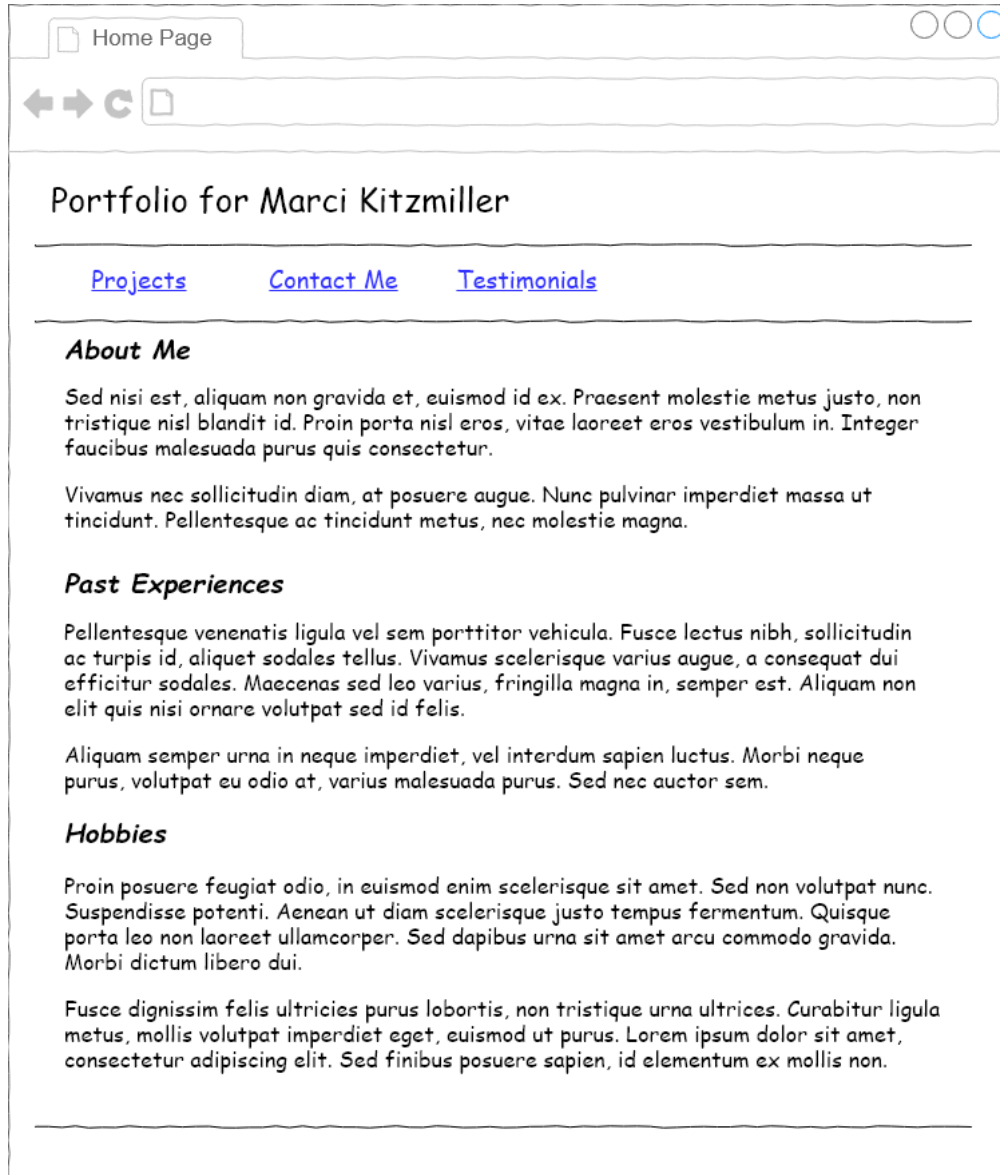 Home Page
Portfolio for Marci Kitzmiller
Projects Contact Me Testimonials
About Me
Sed nisi est, aliquam non gravida et, euismod id ex. Praesent molestie metus justo, non
tristique nisl blandit id. Proin porta nisl eros, vitae laoreet eros vestibulum in. Integer
faucibus malesuada purus quis consectetur.
Vivamus nec sollicitudin diam, at posuere augue. Nunc pulvinar imperdiet massa ut
tincidunt. Pellentesque ac tincidunt metus, nec molestie magna.
Past Experiences
Pellentesque venenatis ligula vel sem porttitor vehicula. Fusce lectus nibh, sollicitudin
ac turpis id, aliquet sodales tellus. Vivamus scelerisque varius augue, a consequat dui
efficitur sodales. Maecenas sed leo varius, fringilla magna in, semper est. Aliquam non
elit quis nisi ornare volutpat sed id felis.
Aliquam semper urna in neque imperdiet, vel interdum sapien luctus. Morbi neque
purus, volutpat eu odio at, varius malesuada purus. Sed nec auctor sem.
Hobbies
Proin posuere feugiat odio, in euismod enim scelerisque sit amet. Sed non volutpat nunc.
Suspendisse potenti. Aenean ut diam scelerisque justo tempus fermentum. Quisque
porta leo non laoreet ullamcorper. Sed dapibus urna sit amet arcu commodo gravida.
Morbi dictum libero dui.
Fusce dignissim felis ultricies purus lobortis, non tristique urna ultrices. Curabitur ligula
metus, mollis volutpat imperdiet eget, euismod ut purus. Lorem ipsum dolor sit amet,
consectetur adipiscing elit. Sed finibus posuere sapien, id elementum ex mollis non.